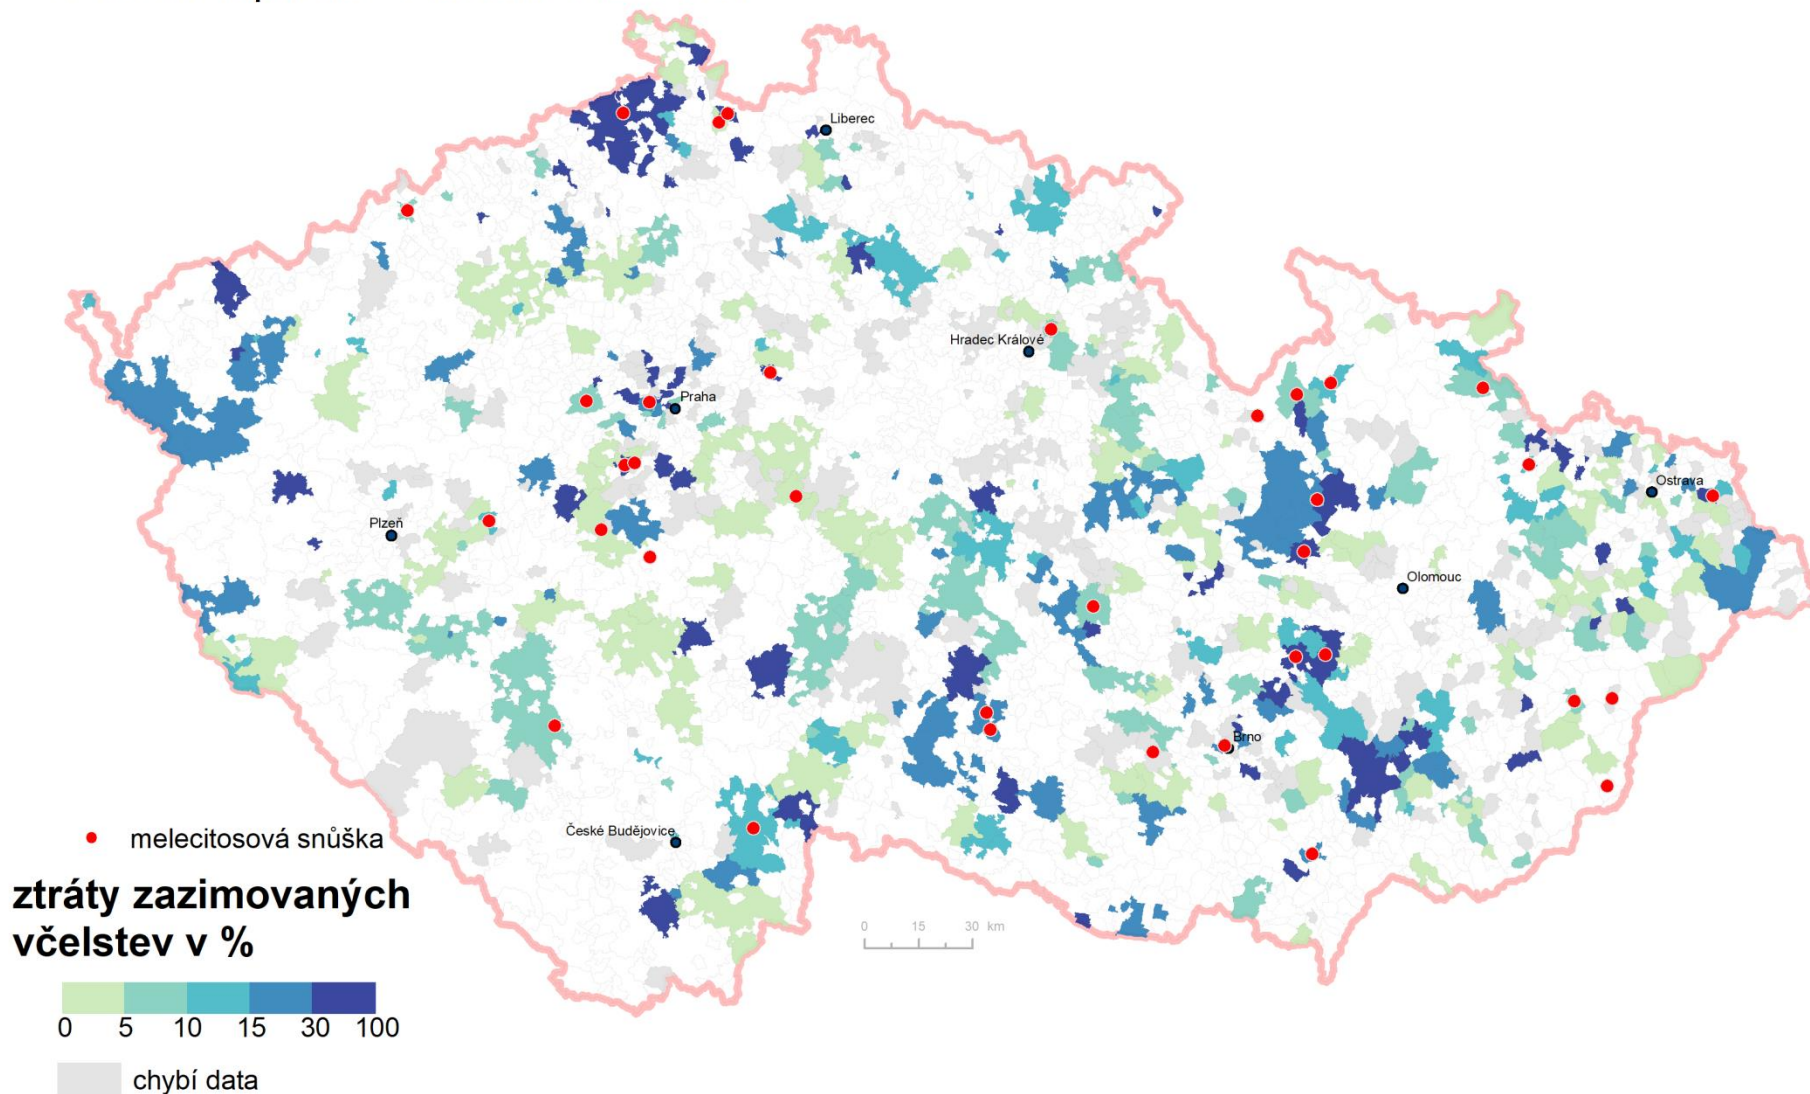 Liberec
Hradec Králové
Praha
Ostrava
Plzeň
Olomouc
Brno
České Budějovice
melecitosová snůška
ztráty zazimovaných
včelstev v %
0 5 10 15 30 100
chybí data
0 15 30 km